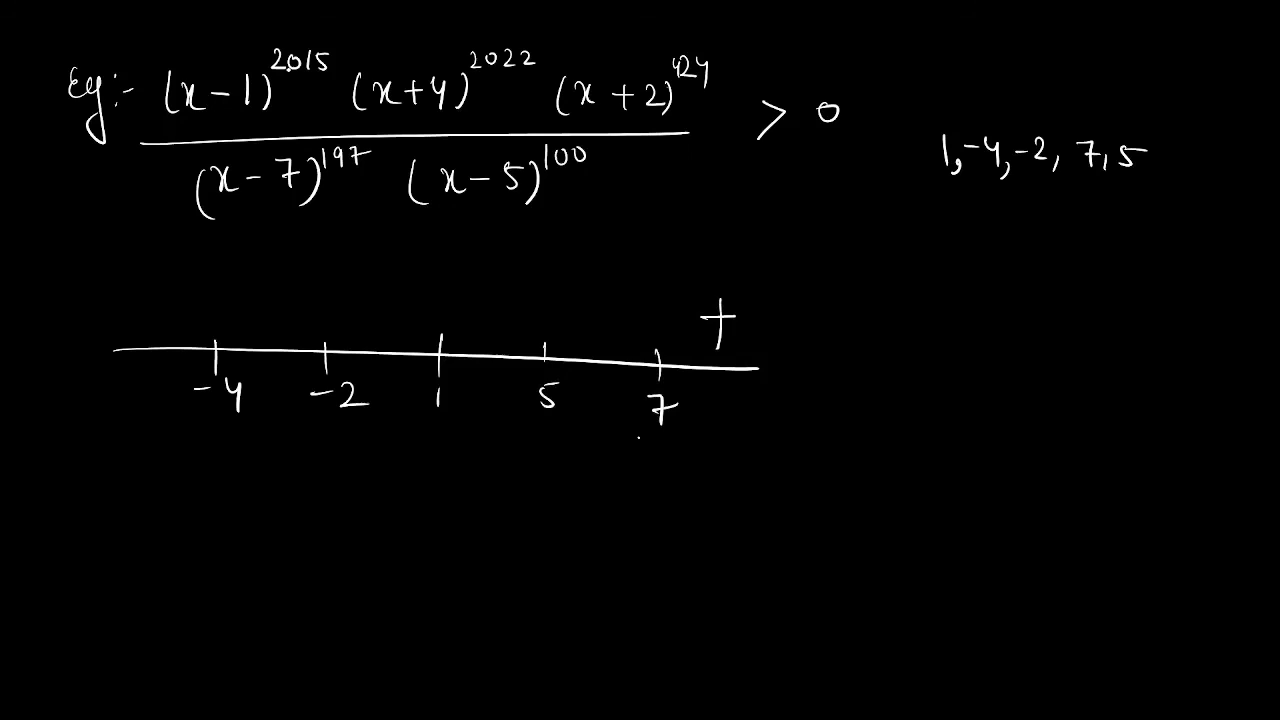 Eg:- (x-1)^2015 (x+4)^2022 (x+2)^424
(x-7)^197 (x-5)^100
> 0
1, -4, -2, 7, 5
+
-4 -2 1 5 7